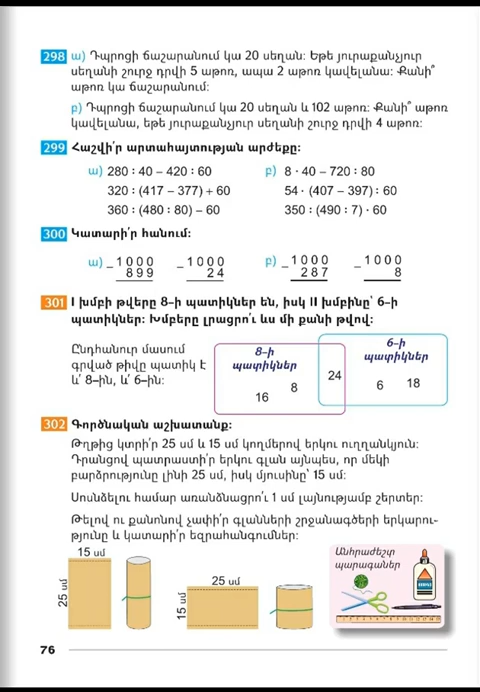 298 ա) Դպրոցի ճաշարանում կա 20 սեղան։ Եթե յուրաքանչյուր
սեղանի շուրջ դրվի 5 աթոռ, ապա 2 աթոռ կավելանա։ Քանի՞
աթոռ կա ճաշարանում։
բ) Դպրոցի ճաշարանում կա 20 սեղան և 102 աթոռ։ Քանի՞ աթոռ
կավելանա, եթե յուրաքանչյուր սեղանի շուրջ դրվի 4 աթոռ։
299 Հաշվի՛ր արտահայտության արժեքը։
ա) 280 : 40 – 420 : 60
320 : (417 – 377) + 60
360 : (480 : 80) – 60
բ) 8 · 40 – 720 : 80
54 · (407 – 397) : 60
350 : (490 : 7) · 60
300 Կատարի՛ր հանում։
ա) – 1000 – 1000 բ) – 1000 – 1000
899 24 287 8
301 I խմբի թվերը 8–ի պատիկներ են, իսկ II խմբինը՝ 6–ի
պատիկներ։ Խմբերը լրացրո՛ւ ևս մի քանի թվով։
Ընդհանուր մասում
գրված թիվը պատիկ է
և՛ 8–ին, և՛ 6–ին։
8–ի
պատիկներ
8
16
24
6–ի
պատիկներ
6 18
302 Գործնական աշխատանք։
Թղթից կտրի՛ր 25 սմ և 15 սմ կողմերով երկու ուղղանկյուն։
Դրանցով պատրաստի՛ր երկու գլան այնպես, որ մեկի
բարձրությունը լինի 25 սմ, իսկ մյուսինը՝ 15 սմ։
Սոսնձելու համար առանձնացրո՛ւ 1 սմ լայնությամբ շերտեր։
Թելով ու քանոնով չափի՛ր գլանների շրջանագծերի երկարու–
թյունը և կատարի՛ր եզրահանգումներ։
15 սմ
25 սմ
25 սմ
15 սմ
Անհրաժեշտ
պարագաներ
76